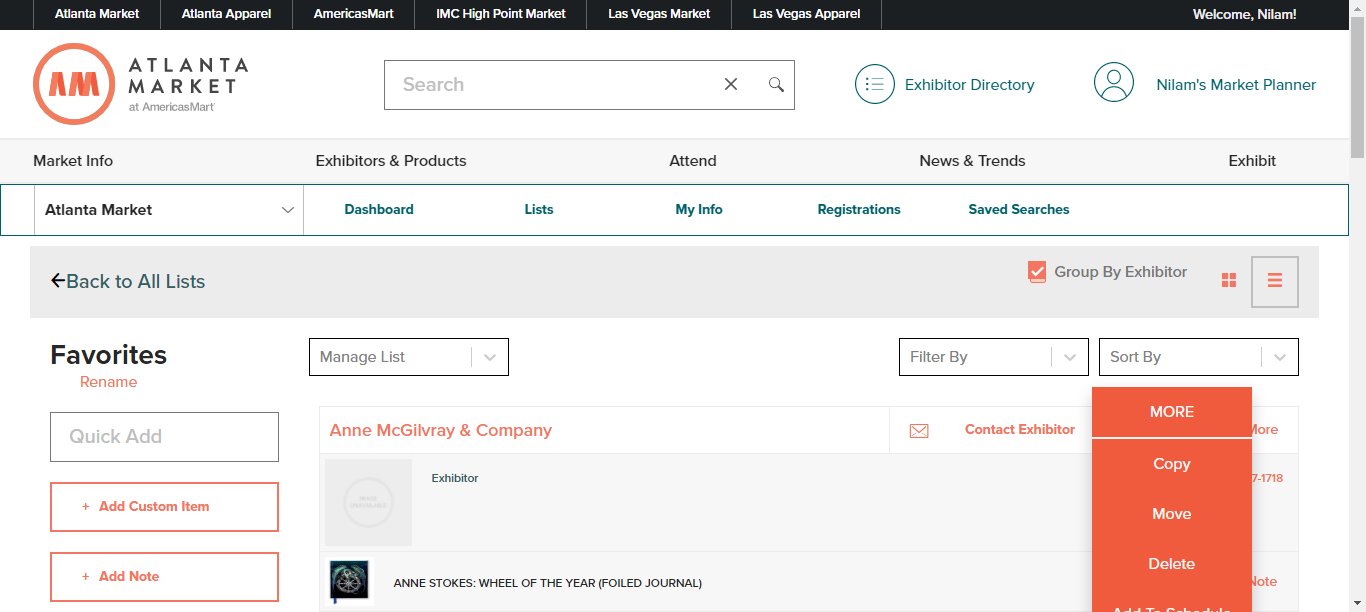 Atlanta Market Atlanta Apparel AmericasMart IMC High Point Market Las Vegas Market Las Vegas Apparel Welcome, Nilam!
ATLANTA
MARKET
at AmericasMart
AM
Search
Exhibitor Directory
Nilam's Market Planner
Market Info Exhibitors & Products Attend News & Trends Exhibit
Atlanta Market Dashboard Lists My Info Registrations Saved Searches
Back to All Lists
Group By Exhibitor
Favorites
Rename
Manage List
Filter By
Sort By
Quick Add
+ Add Custom Item
+ Add Note
Anne McGilvray & Company
Contact Exhibitor
More
Exhibitor
7-1718
ANNE STOKES: WHEEL OF THE YEAR (FOILED JOURNAL)
Note
MORE
Copy
Move
Delete
Add To Schedule